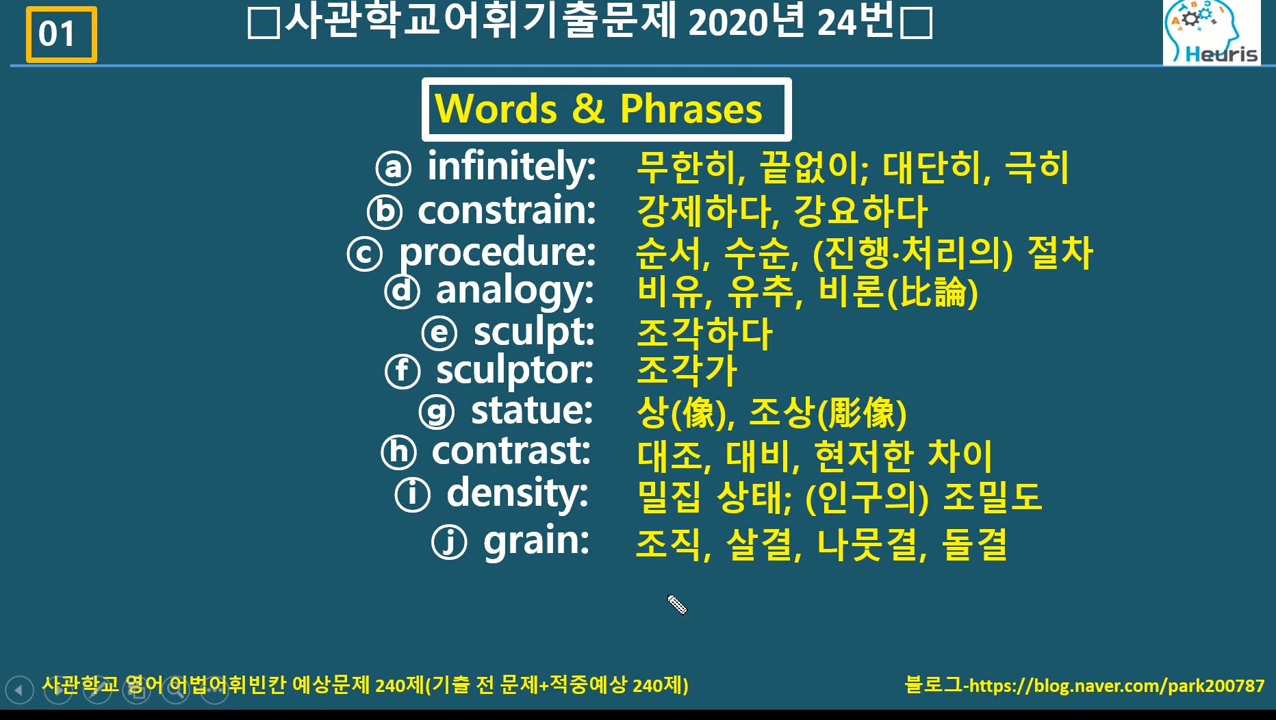 01
□사관학교어휘기출문제 2020년 24번□
Heuris
Words & Phrases
ⓐ infinitely: 무한히, 끝없이; 대단히, 극히
ⓑ constrain: 강제하다, 강요하다
ⓒ procedure: 순서, 수순, (진행·처리의) 절차
ⓓ analogy: 비유, 유추, 비론(比論)
ⓔ sculpt: 조각하다
ⓕ sculptor: 조각가
ⓖ statue: 상(像), 조상(彫像)
ⓗ contrast: 대조, 대비, 현저한 차이
ⓘ density: 밀집 상태; (인구의) 조밀도
ⓙ grain: 조직, 살결, 나뭇결, 돌결
사관학교 영어 어법어휘빈칸 예상문제 240제(기출 전 문제+적중예상 240제)
블로그-https://blog.naver.com/park200787